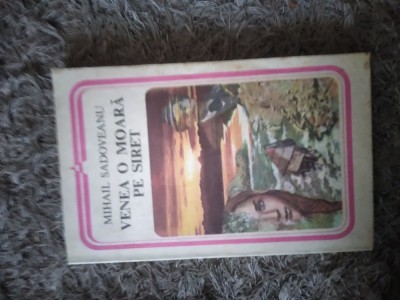 MIHAIL SADOVEANU
VENEA O MOARĂ
PE SIRET